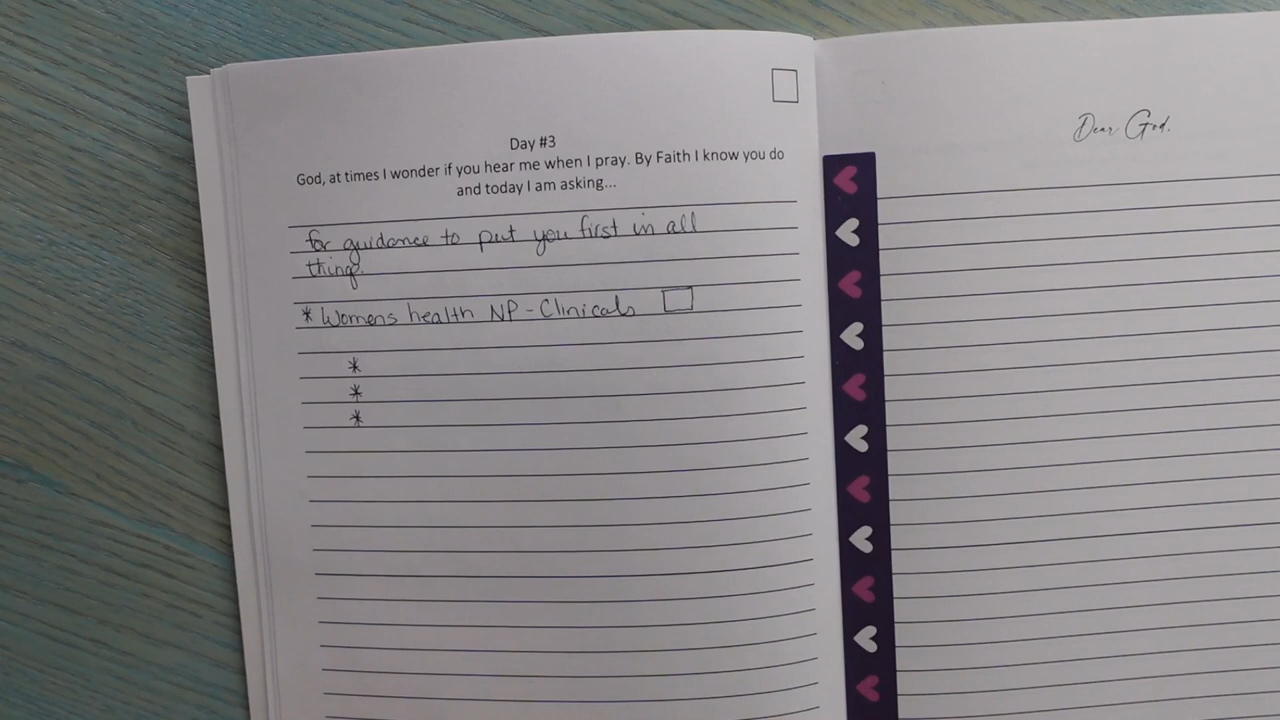 Day #3
God, at times I wonder if you hear me when I pray. By Faith I know you do
and today I am asking...
for guidance to put you first in all
things.
* Womens health NP - Clinicals
*
*
*
Dear God,